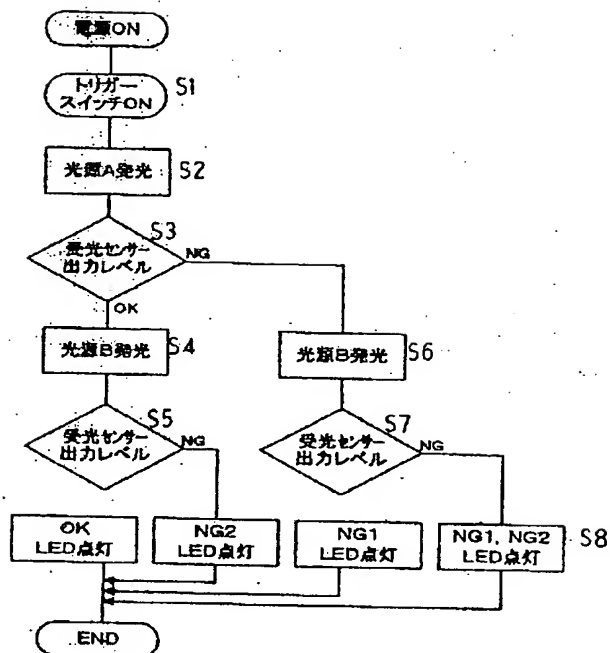 電源ON
トリガー
スイッチON
S1
光源A発光
S2
S3
受光センサー
出力レベル
NG
OK
光源B発光
S4
光源B発光
S6
S5
受光センサー
出力レベル
NG
S7
受光センサー
出力レベル
NG
OK
LED点灯
NG2
LED点灯
NG1
LED点灯
NG1, NG2
LED点灯
S8
END